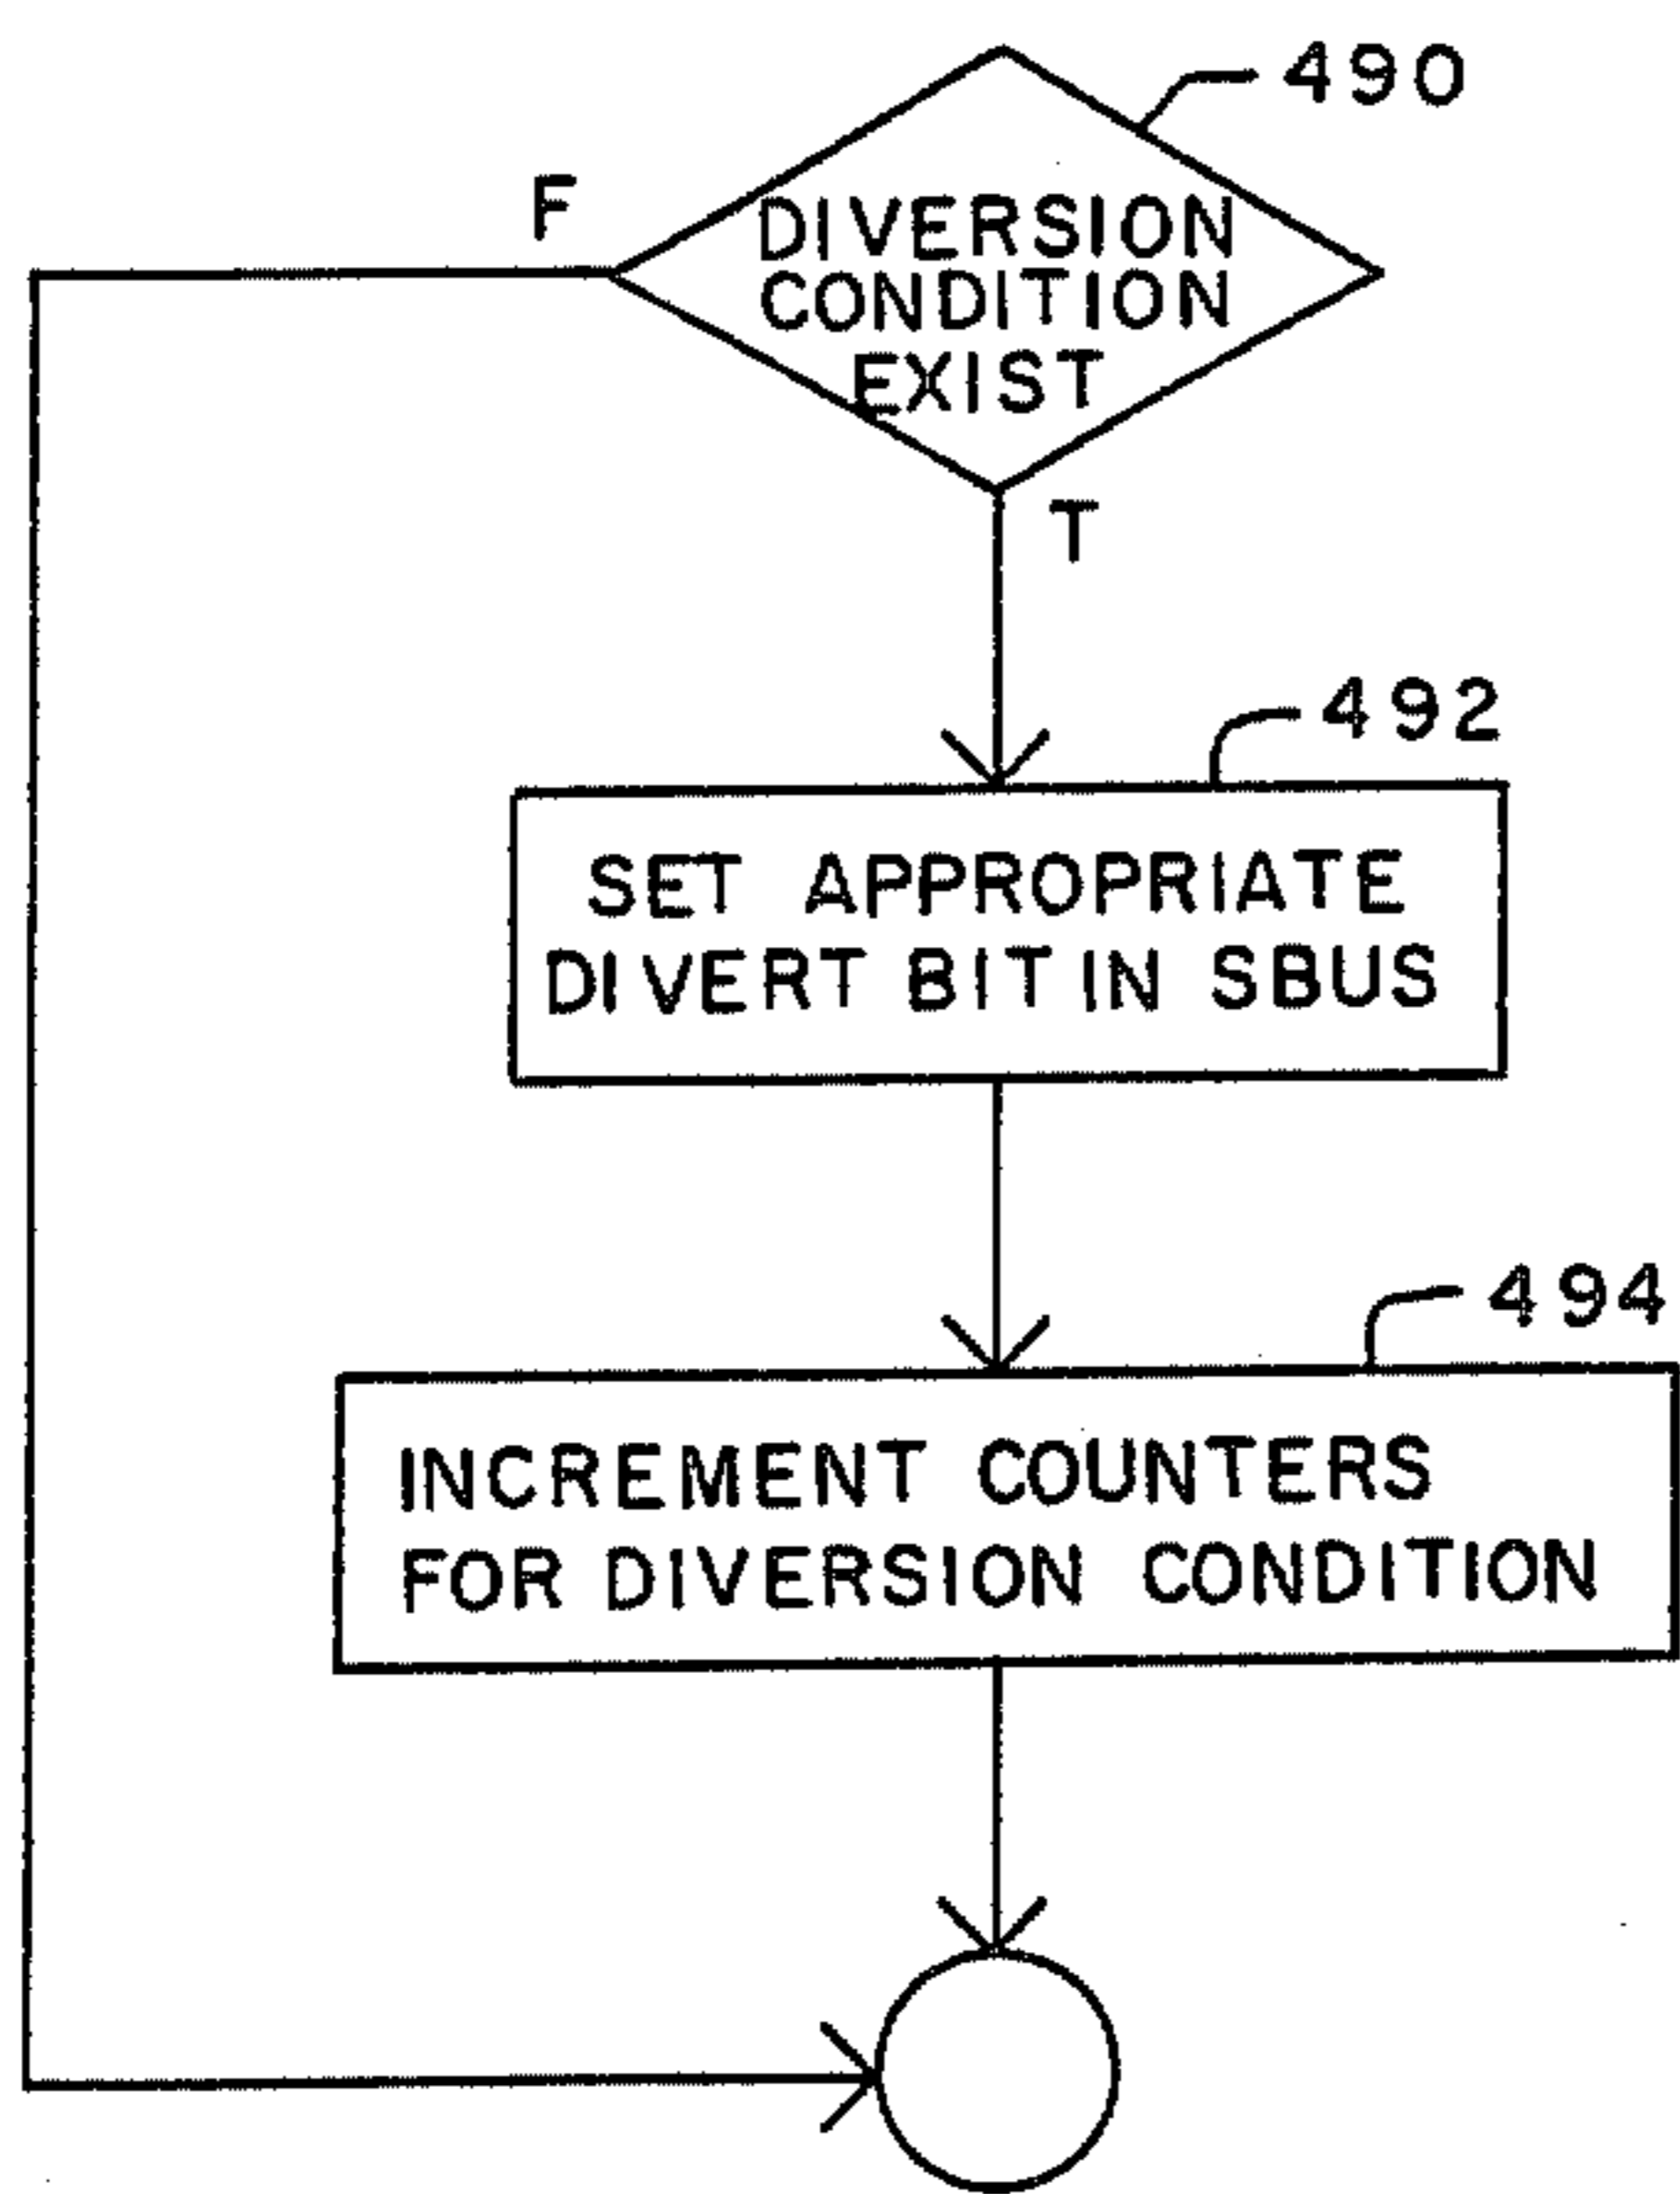 490
F
DIVERSION
CONDITION
EXIST
T
492
SET APPROPRIATE
DIVERT BIT IN SBUS
494
INCREMENT COUNTERS
FOR DIVERSION CONDITION